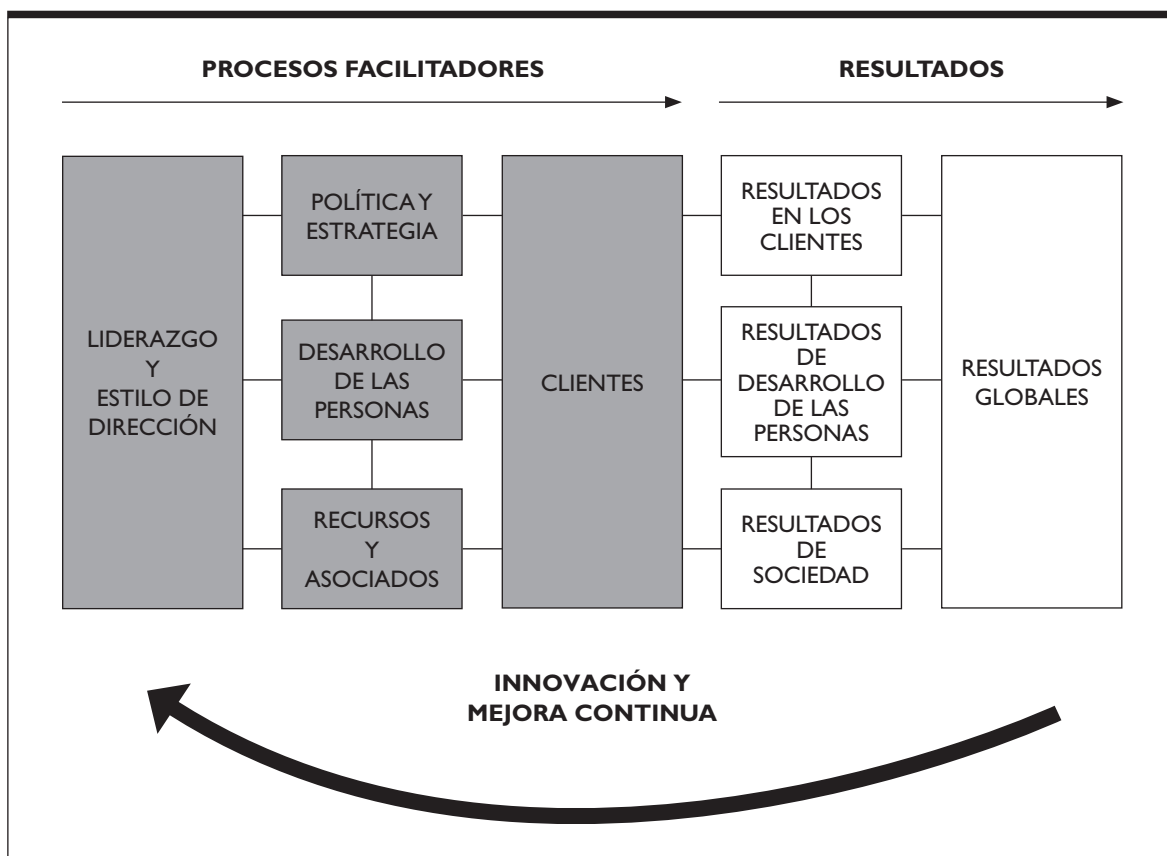 PROCESOS FACILITADORES
RESULTADOS
LIDERAZGO
Y
ESTILO DE
DIRECCIÓN
POLÍTICA Y
ESTRATEGIA
DESARROLLO
DE LAS
PERSONAS
RECURSOS
Y
ASOCIADOS
CLIENTES
RESULTADOS
EN LOS
CLIENTES
RESULTADOS
DE
DESARROLLO
DE LAS
PERSONAS
RESULTADOS
DE
SOCIEDAD
RESULTADOS
GLOBALES
INNOVACIÓN Y
MEJORA CONTINUA